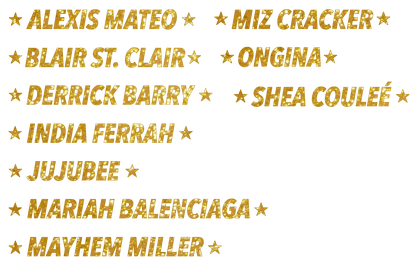 ALEXIS MATEO
BLAIR ST. CLAIR
DERRICK BARRY
INDIA FERRAH
JUJUBEE
MARIAH BALENCIAGA
MAYHEM MILLER
MIZ CRACKER
ONGINA
SHEA COULEÉ